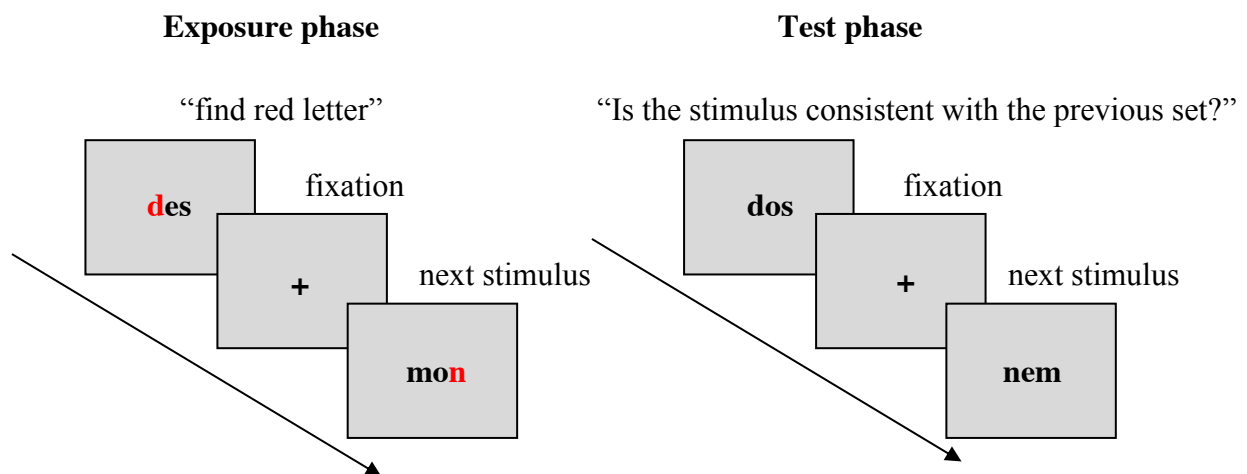 Exposure phase
“find red letter”
des
fixation
+
next stimulus
mon
Test phase
“Is the stimulus consistent with the previous set?”
dos
fixation
+
next stimulus
nem